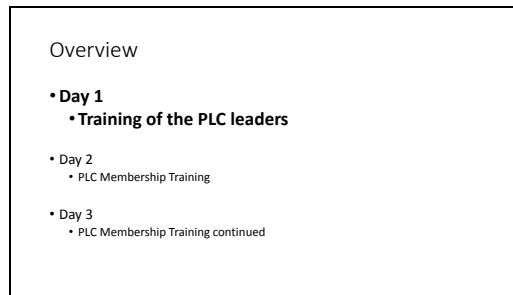 Overview
• Day 1
• Training of the PLC leaders
• Day 2
• PLC Membership Training
• Day 3
• PLC Membership Training continued